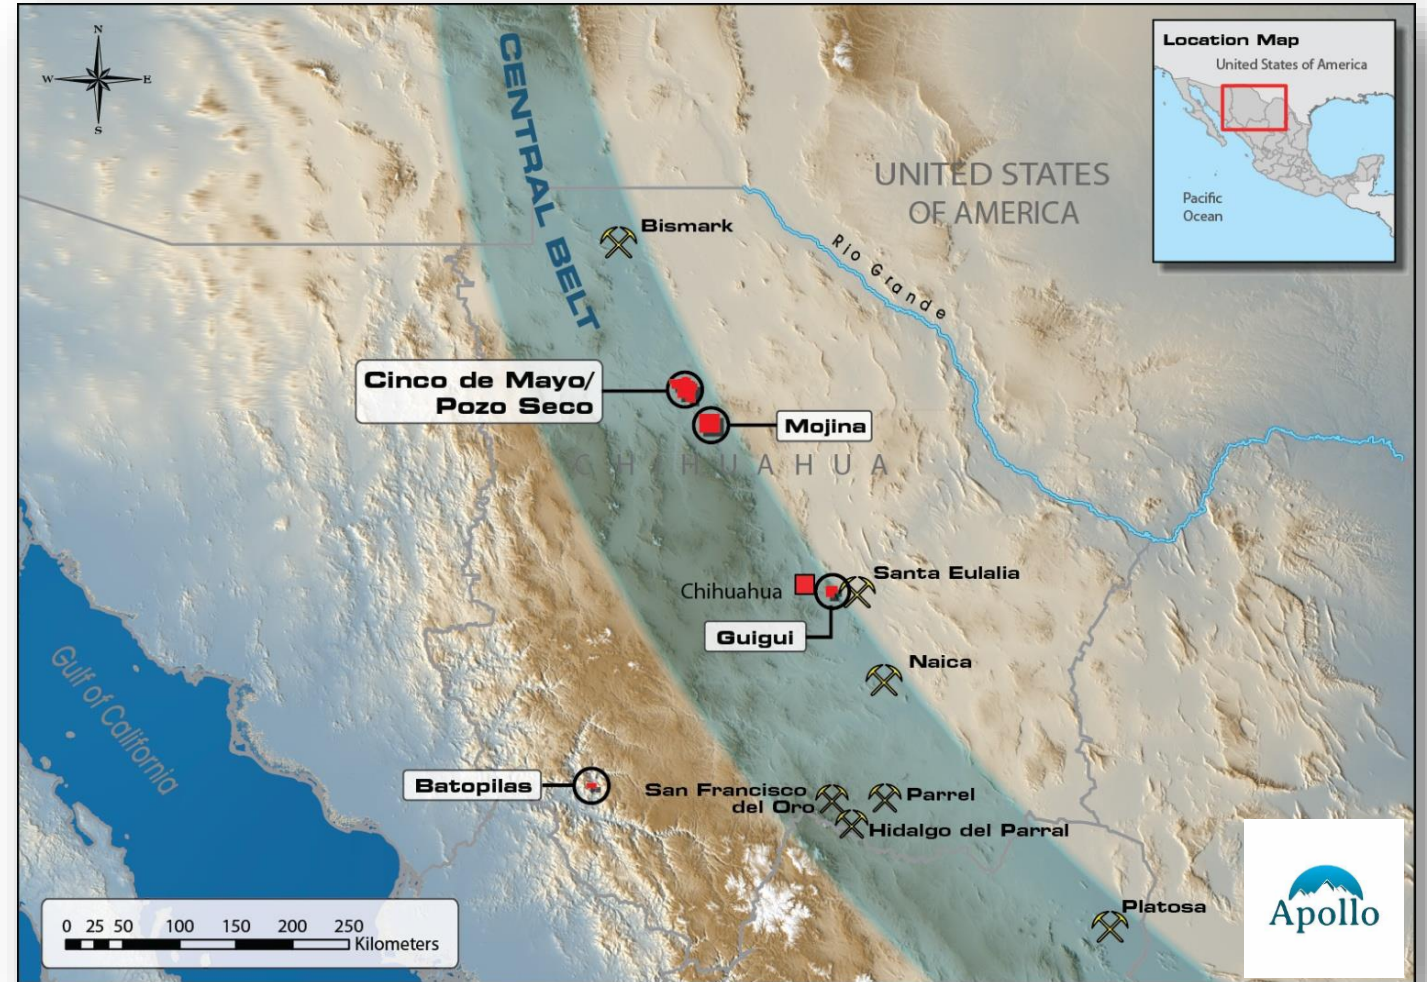 N
W
E
S
CENTRAL BELT
Location Map
United States of America
Pacific
Ocean
UNITED STATES
OF AMERICA
Bismark
Rio Grande
Cinco de Mayo/
Pozo Seco
Mojina
CHIHUAHUA
Santa Eulalia
Chihuahua
Guigui
Naica
Gulf of California
Batopilas
San Francisco
del Oro
Parrel
Hidalgo del Parral
Platosa
0 25 50 100 150 200 250
Kilometers
Apollo